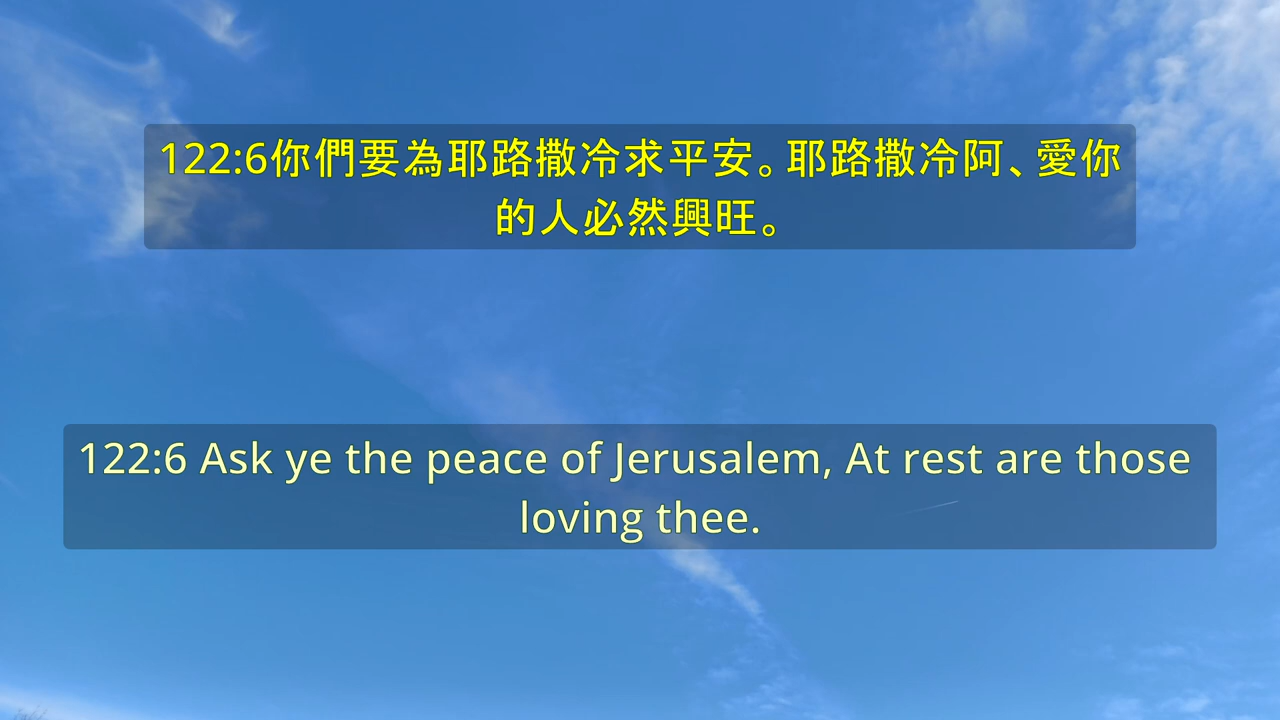 122:6你們要為耶路撒冷求平安。耶路撒冷阿、愛你
的人必然興旺。
122:6 Ask ye the peace of Jerusalem, At rest are those
loving thee.